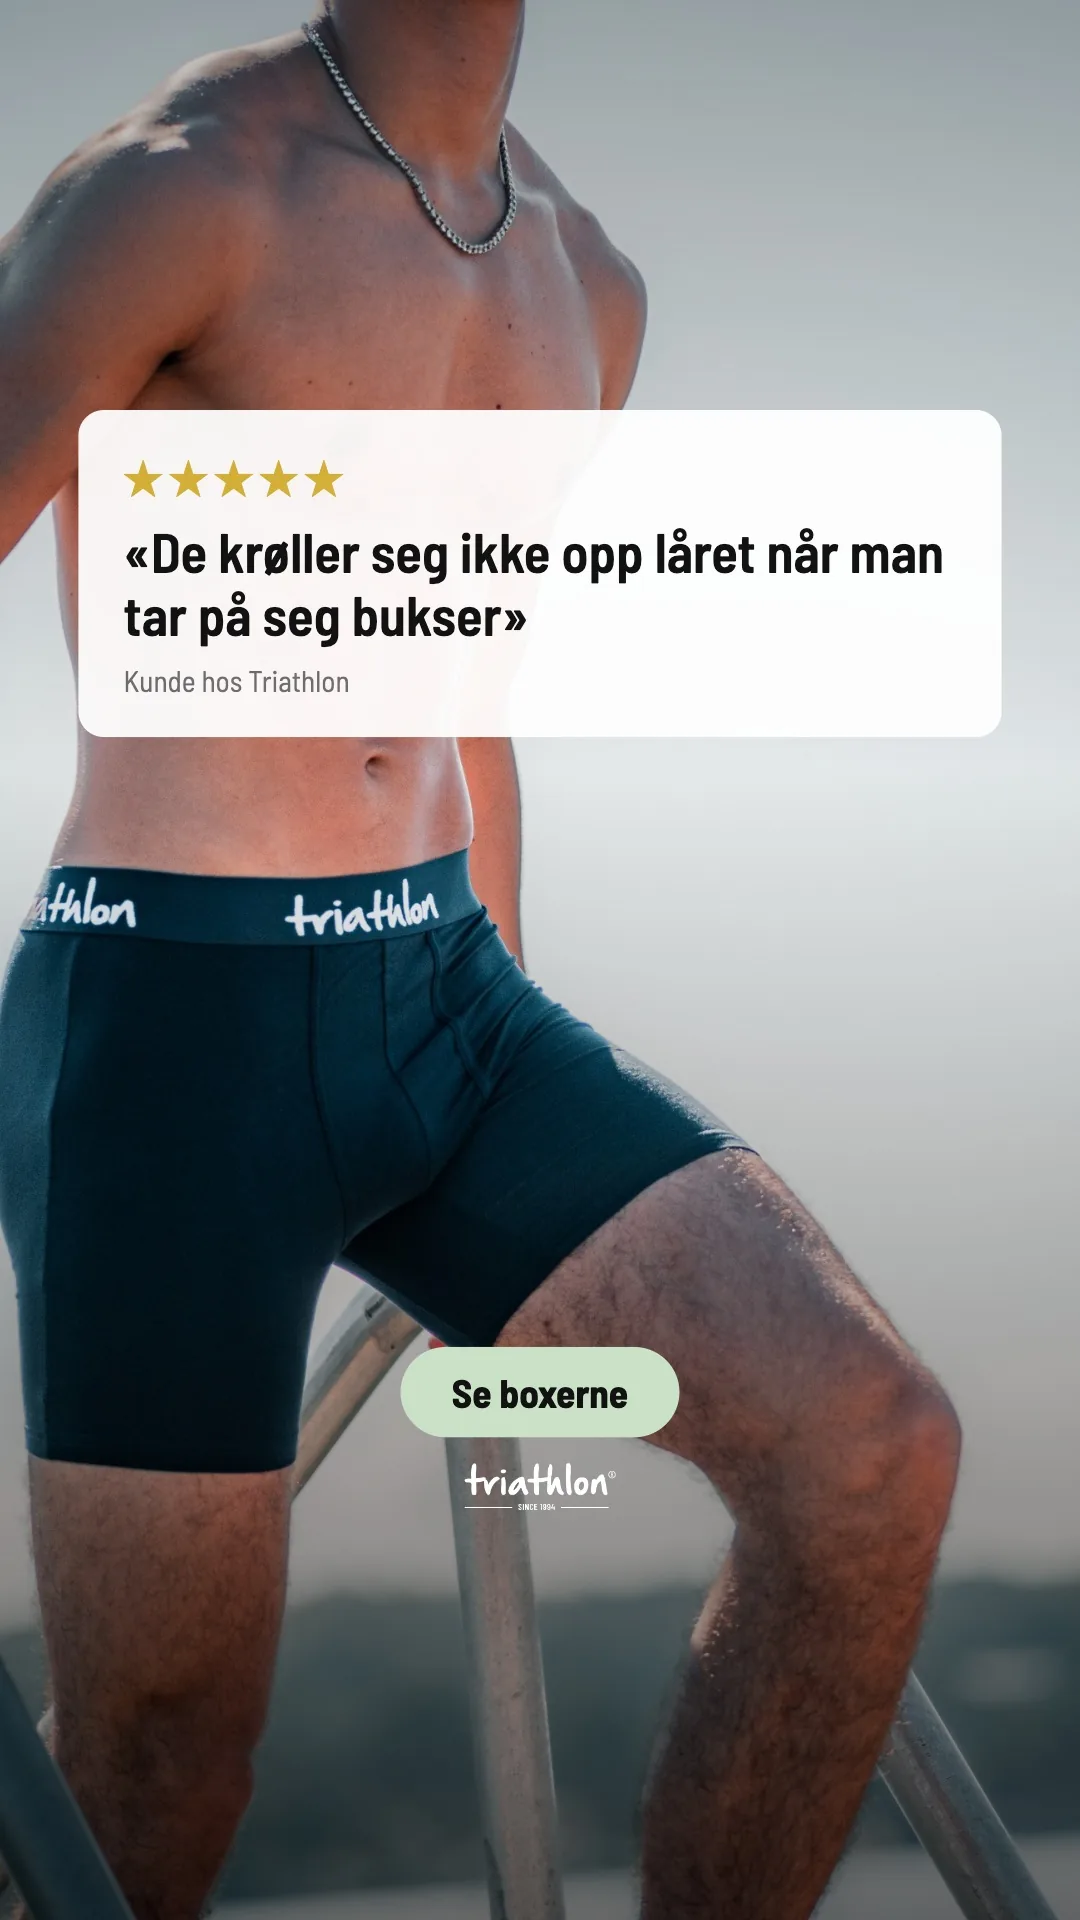 ★★★★★
«De krøller seg ikke opp låret når man
tar på seg bukser»
Kunde hos Triathlon
athlon triathlon
Se boxerne
triathlon®
SINCE 1994